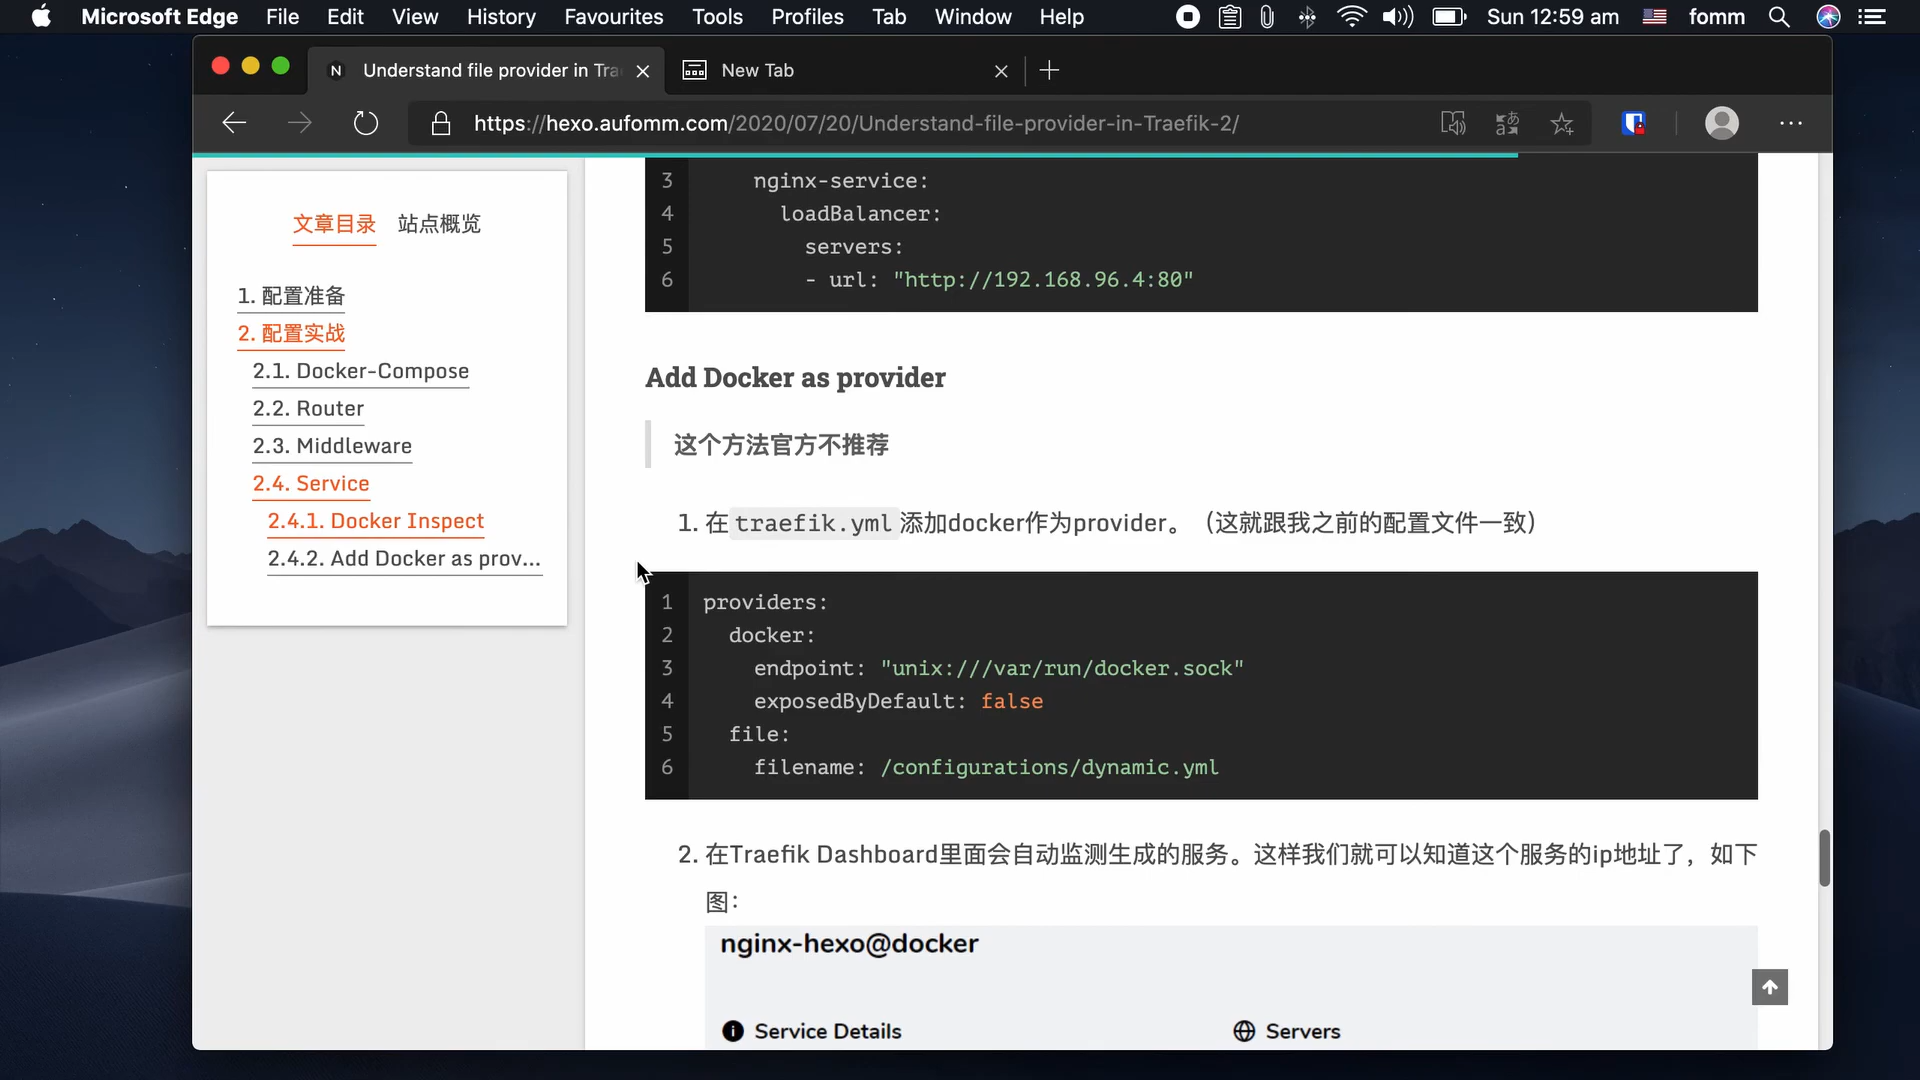 Microsoft Edge File Edit View History Favourites Tools Profiles Tab Window Help Sun 12:59 am fomm
N Understand file provider in Tra New Tab
https://hexo.aufomm.com/2020/07/20/Understand-file-provider-in-Traefik-2/
文章目录 站点概览
1. 配置准备
2. 配置实战
2.1. Docker-Compose
2.2. Router
2.3. Middleware
2.4. Service
2.4.1. Docker Inspect
2.4.2. Add Docker as prov...
3 nginx-service:
4 loadBalancer:
5 servers:
6 - url: "http://192.168.96.4:80"
Add Docker as provider
这个方法官方不推荐
1. 在traefik.yml添加docker作为provider。（这就跟我之前的配置文件一致）
1 providers:
2 docker:
3 endpoint: "unix:///var/run/docker.sock"
4 exposedByDefault: false
5 file:
6 filename: /configurations/dynamic.yml
2. 在Traefik Dashboard里面会自动监测生成的服务。这样我们就可以知道这个服务的ip地址了，如下
图：
nginx-hexo@docker
Service Details Servers